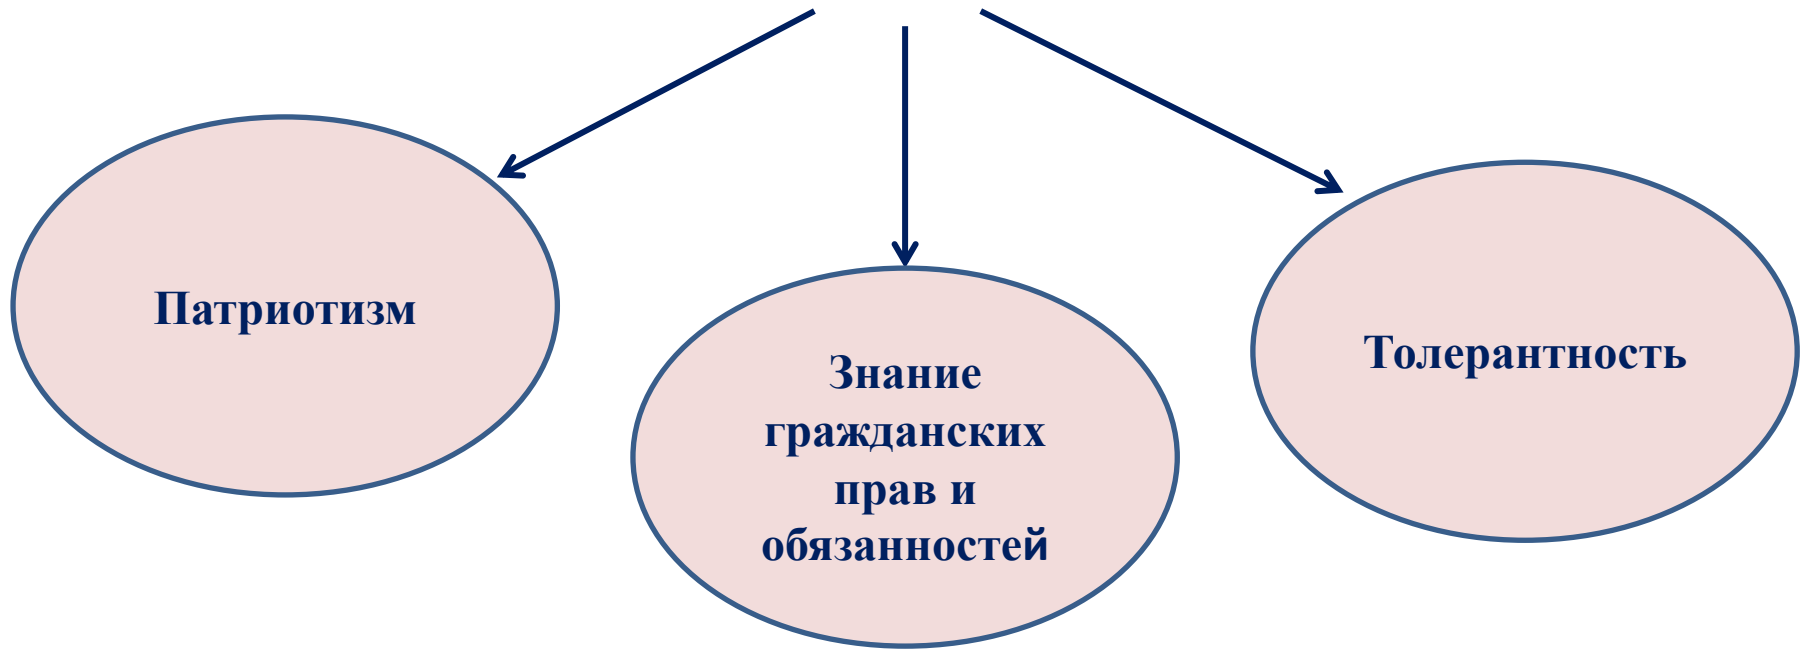 Патриотизм
Знание
гражданских
прав и
обязанностей
Толерантность